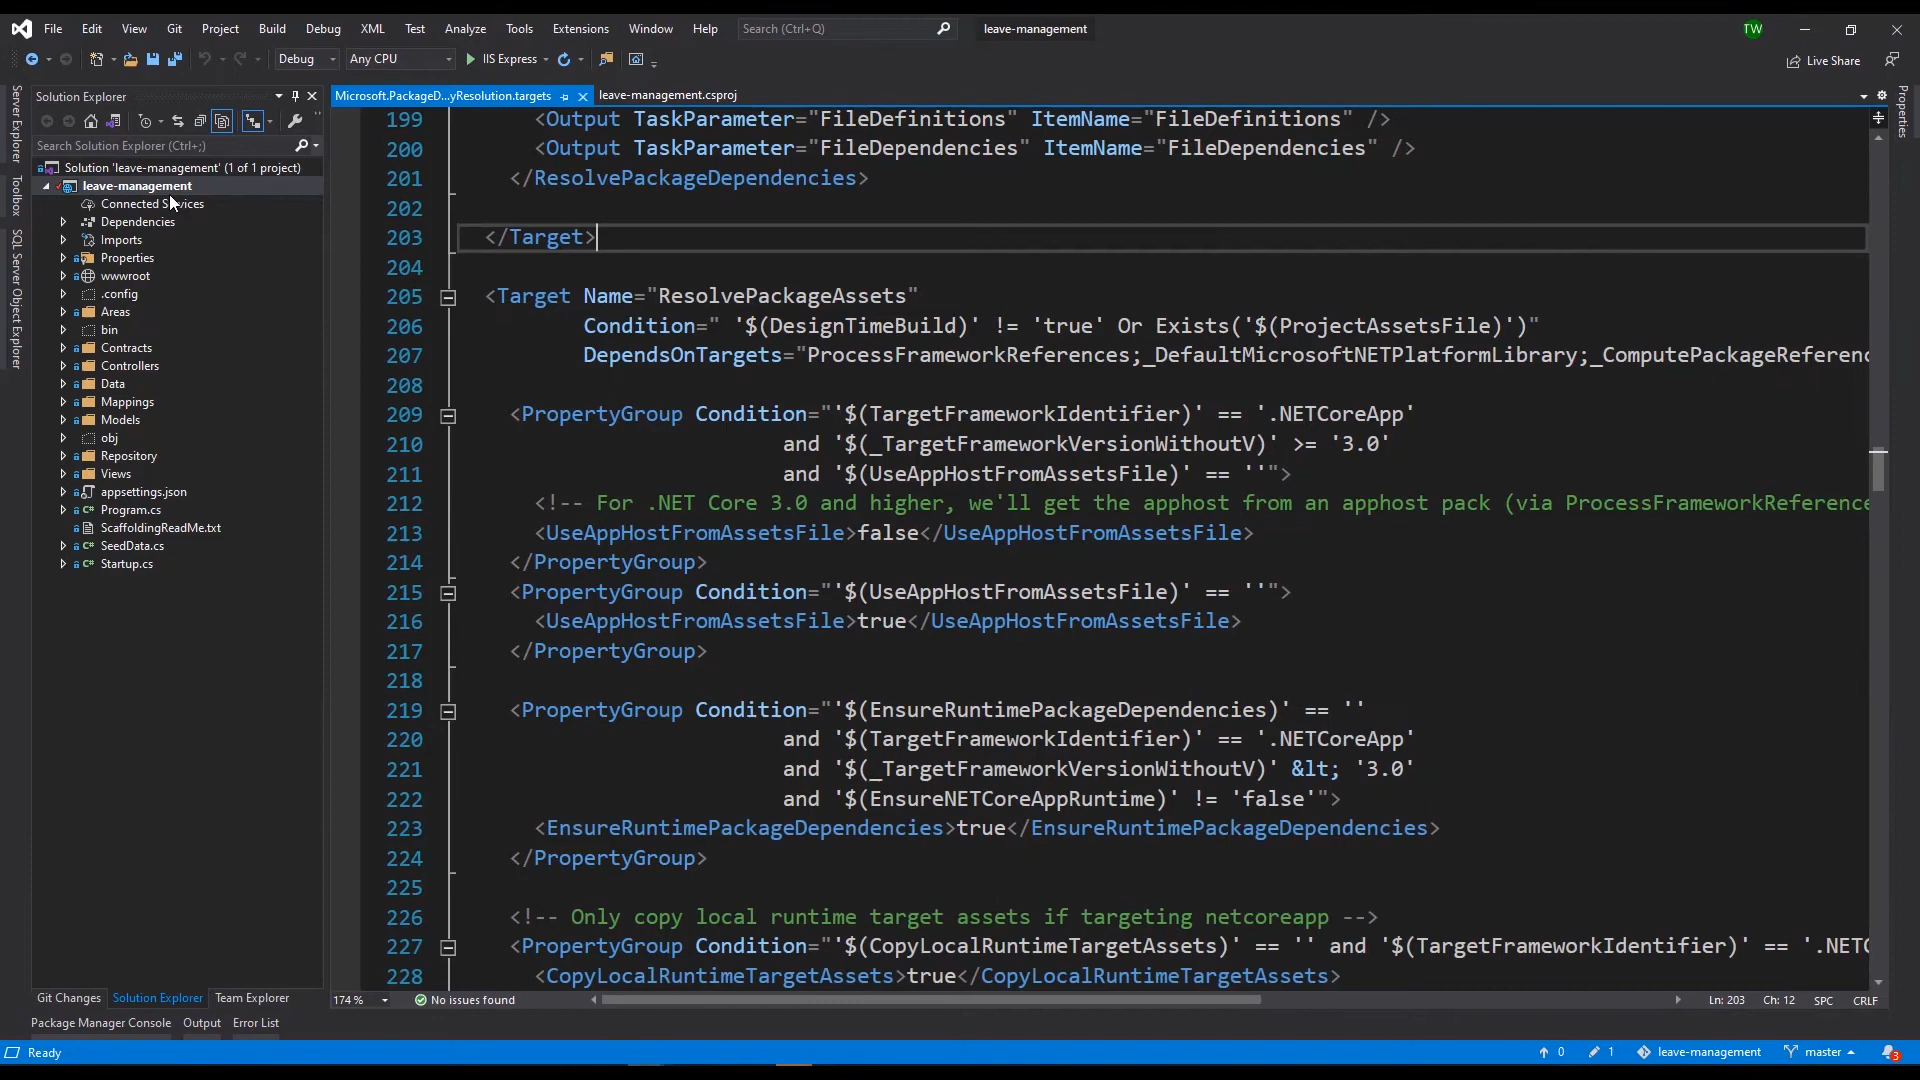 File Edit View Git Project Build Debug XML Test Analyze Tools Extensions Window Help Search (Ctrl+Q) leave-management TW
Debug Any CPU IIS Express Live Share
Server Explorer
Toolbox
SQL Server Object Explorer
Solution Explorer
Search Solution Explorer (Ctrl+;)
Solution 'leave-management' (1 of 1 project)
leave-management
Connected Services
Dependencies
Imports
Properties
wwwroot
.config
Areas
bin
Contracts
Controllers
Data
Mappings
Models
obj
Repository
Views
appsettings.json
Program.cs
ScaffoldingReadMe.txt
SeedData.cs
Startup.cs
Microsoft.PackageD...yResolution.targets leave-management.csproj
Properties
199 <Output TaskParameter="FileDefinitions" ItemName="FileDefinitions" />
200 <Output TaskParameter="FileDependencies" ItemName="FileDependencies" />
201 </ResolvePackageDependencies>
202
203 </Target>
204
205 <Target Name="ResolvePackageAssets"
206 Condition=" '$(DesignTimeBuild)' != 'true' Or Exists('$(ProjectAssetsFile)')"
207 DependsOnTargets="ProcessFrameworkReferences;_DefaultMicrosoftNETPlatformLibrary;_ComputePackageReferenc
208
209 <PropertyGroup Condition="'$(TargetFrameworkIdentifier)' == '.NETCoreApp'
210 and '$(_TargetFrameworkVersionWithoutV)' >= '3.0'
211 and '$(UseAppHostFromAssetsFile)' == ''">
212 <!-- For .NET Core 3.0 and higher, we'll get the apphost from an apphost pack (via ProcessFrameworkReference
213 <UseAppHostFromAssetsFile>false</UseAppHostFromAssetsFile>
214 </PropertyGroup>
215 <PropertyGroup Condition="'$(UseAppHostFromAssetsFile)' == ''">
216 <UseAppHostFromAssetsFile>true</UseAppHostFromAssetsFile>
217 </PropertyGroup>
218
219 <PropertyGroup Condition="'$(EnsureRuntimePackageDependencies)' == ''
220 and '$(TargetFrameworkIdentifier)' == '.NETCoreApp'
221 and '$(_TargetFrameworkVersionWithoutV)' &lt; '3.0'
222 and '$(EnsureNETCoreAppRuntime)' != 'false'">
223 <EnsureRuntimePackageDependencies>true</EnsureRuntimePackageDependencies>
224 </PropertyGroup>
225
226 <!-- Only copy local runtime target assets if targeting netcoreapp -->
227 <PropertyGroup Condition="'$(CopyLocalRuntimeTargetAssets)' == '' and '$(TargetFrameworkIdentifier)' == '.NETC
228 <CopyLocalRuntimeTargetAssets>true</CopyLocalRuntimeTargetAssets>
Git Changes Solution Explorer Team Explorer
174 % No issues found Ln: 203 Ch: 12 SPC CRLF
Package Manager Console Output Error List
Ready 0 1 leave-management master 3